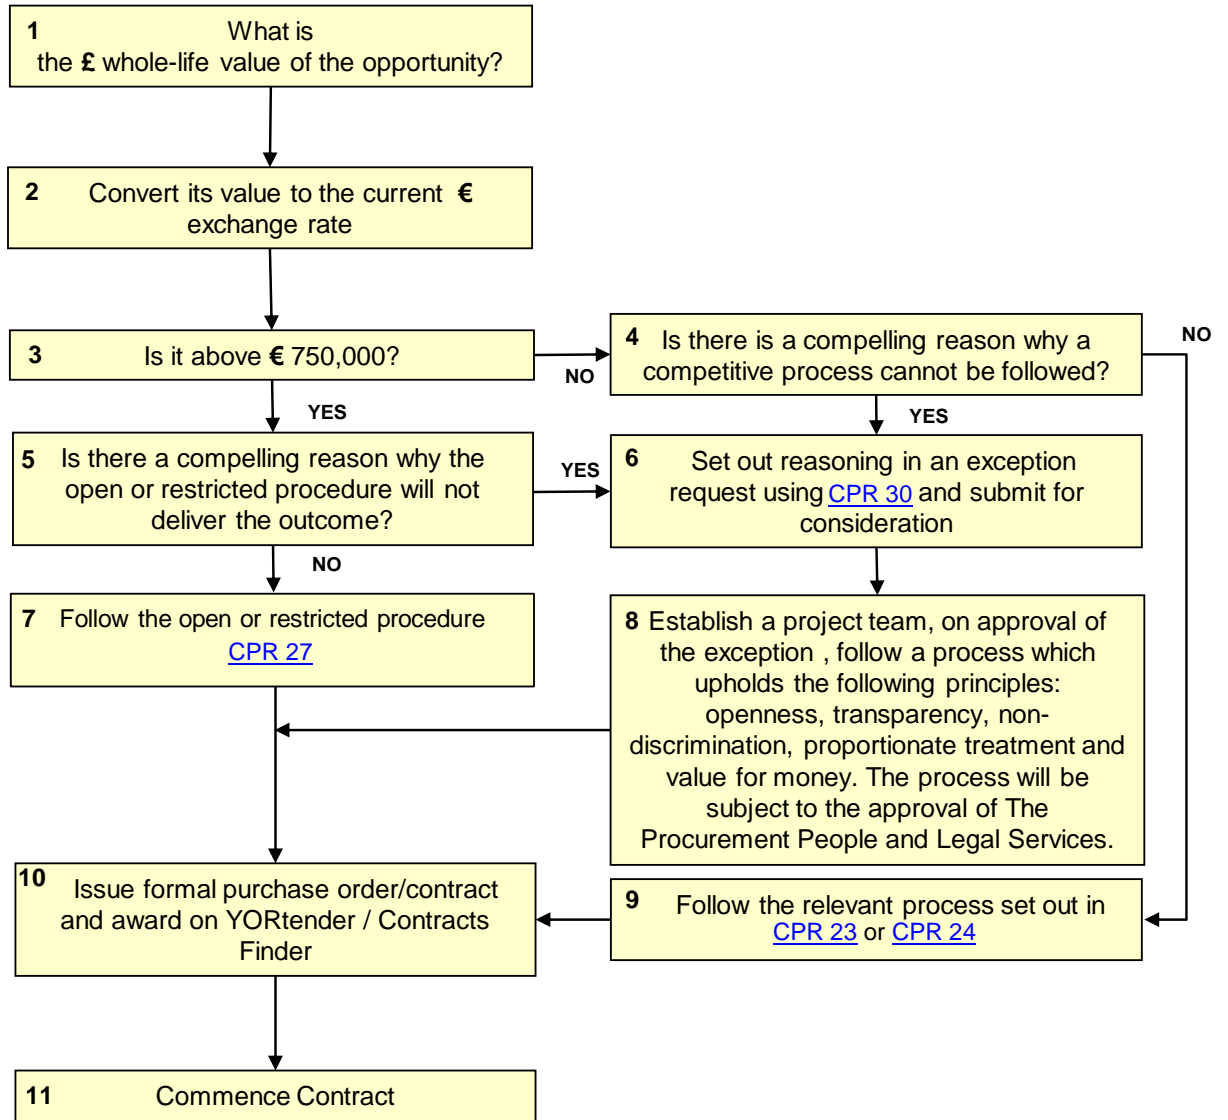 1 What is
the £ whole-life value of the opportunity?
2 Convert its value to the current €
exchange rate
3 Is it above € 750,000?
NO
YES
4 Is there is a compelling reason why a
competitive process cannot be followed?
NO
YES
5 Is there a compelling reason why the
open or restricted procedure will not
deliver the outcome?
YES
NO
6 Set out reasoning in an exception
request using CPR 30 and submit for
consideration
7 Follow the open or restricted procedure
CPR 27
8 Establish a project team, on approval of
the exception , follow a process which
upholds the following principles:
openness, transparency, non-
discrimination, proportionate treatment and
value for money. The process will be
subject to the approval of The
Procurement People and Legal Services.
9 Follow the relevant process set out in
CPR 23 or CPR 24
10 Issue formal purchase order/contract
and award on YORtender / Contracts
Finder
11 Commence Contract